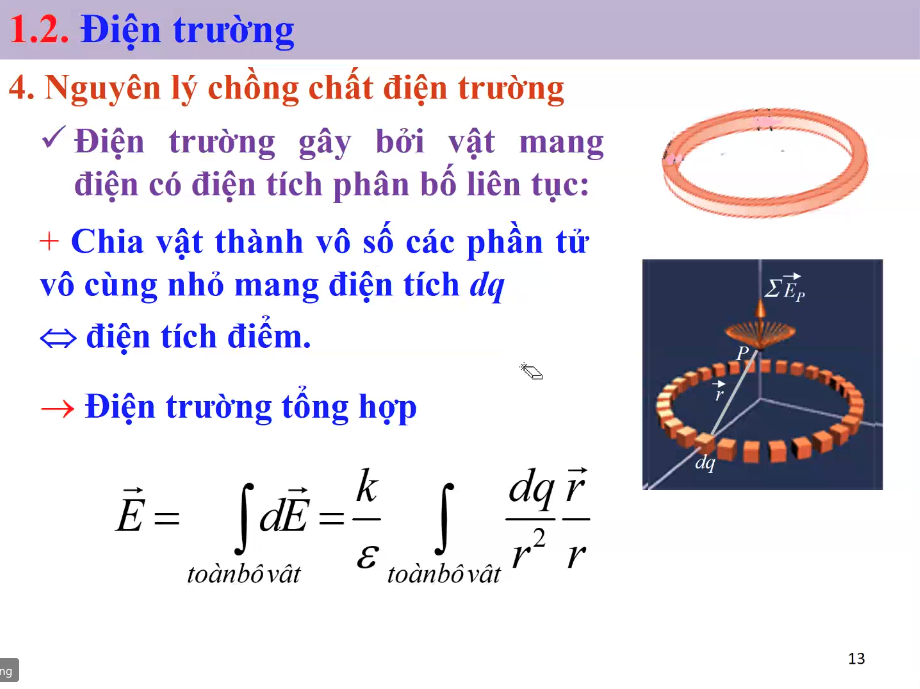 1.2. Điện trường
4. Nguyên lý chồng chất điện trường
✓ Điện trường gây bởi vật mang
điện có điện tích phân bố liên tục:
+ Chia vật thành vô số các phần tử
vô cùng nhỏ mang điện tích dq
⇔ điện tích điểm.
→ Điện trường tổng hợp
E⃗ = ∫ dE⃗ = k/ε ∫ dq/r² r⃗/r
toànbôvât toànbôvât
ΣE⃗P
P
r⃗
dq
13
ng